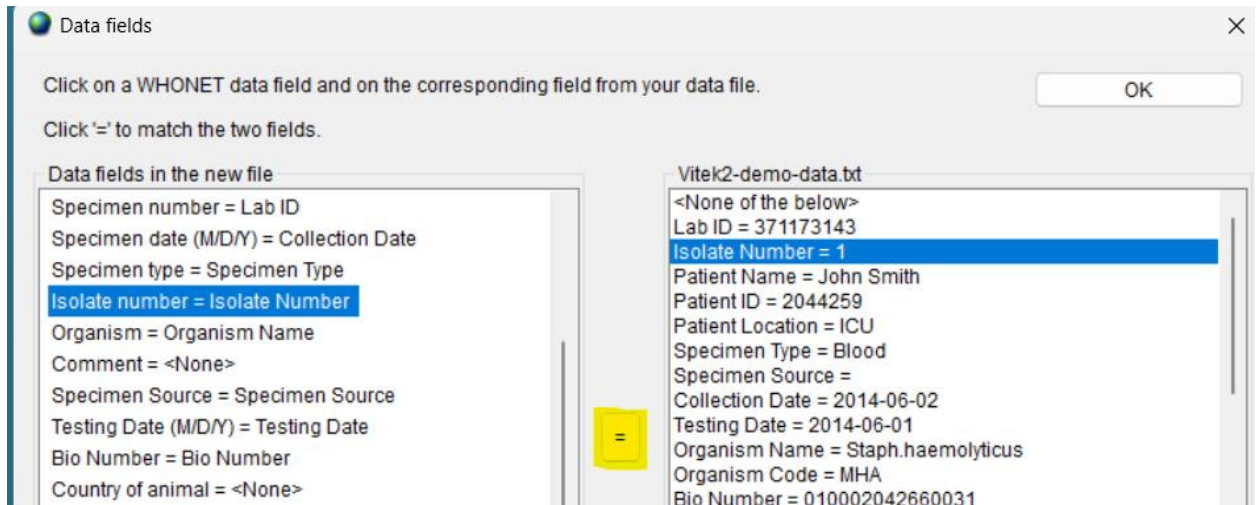 Data fields
Click on a WHONET data field and on the corresponding field from your data file.
OK
Click '=' to match the two fields.
Data fields in the new file
Specimen number = Lab ID
Specimen date (M/D/Y) = Collection Date
Specimen type = Specimen Type
Isolate number = Isolate Number
Organism = Organism Name
Comment = <None>
Specimen Source = Specimen Source
Testing Date (M/D/Y) = Testing Date
Bio Number = Bio Number
Country of animal = <None>
=
Vitek2-demo-data.txt
<None of the below>
Lab ID = 371173143
Isolate Number = 1
Patient Name = John Smith
Patient ID = 2044259
Patient Location = ICU
Specimen Type = Blood
Specimen Source =
Collection Date = 2014-06-02
Testing Date = 2014-06-01
Organism Name = Staph.haemolyticus
Organism Code = MHA
Bio Number = 010002042660031